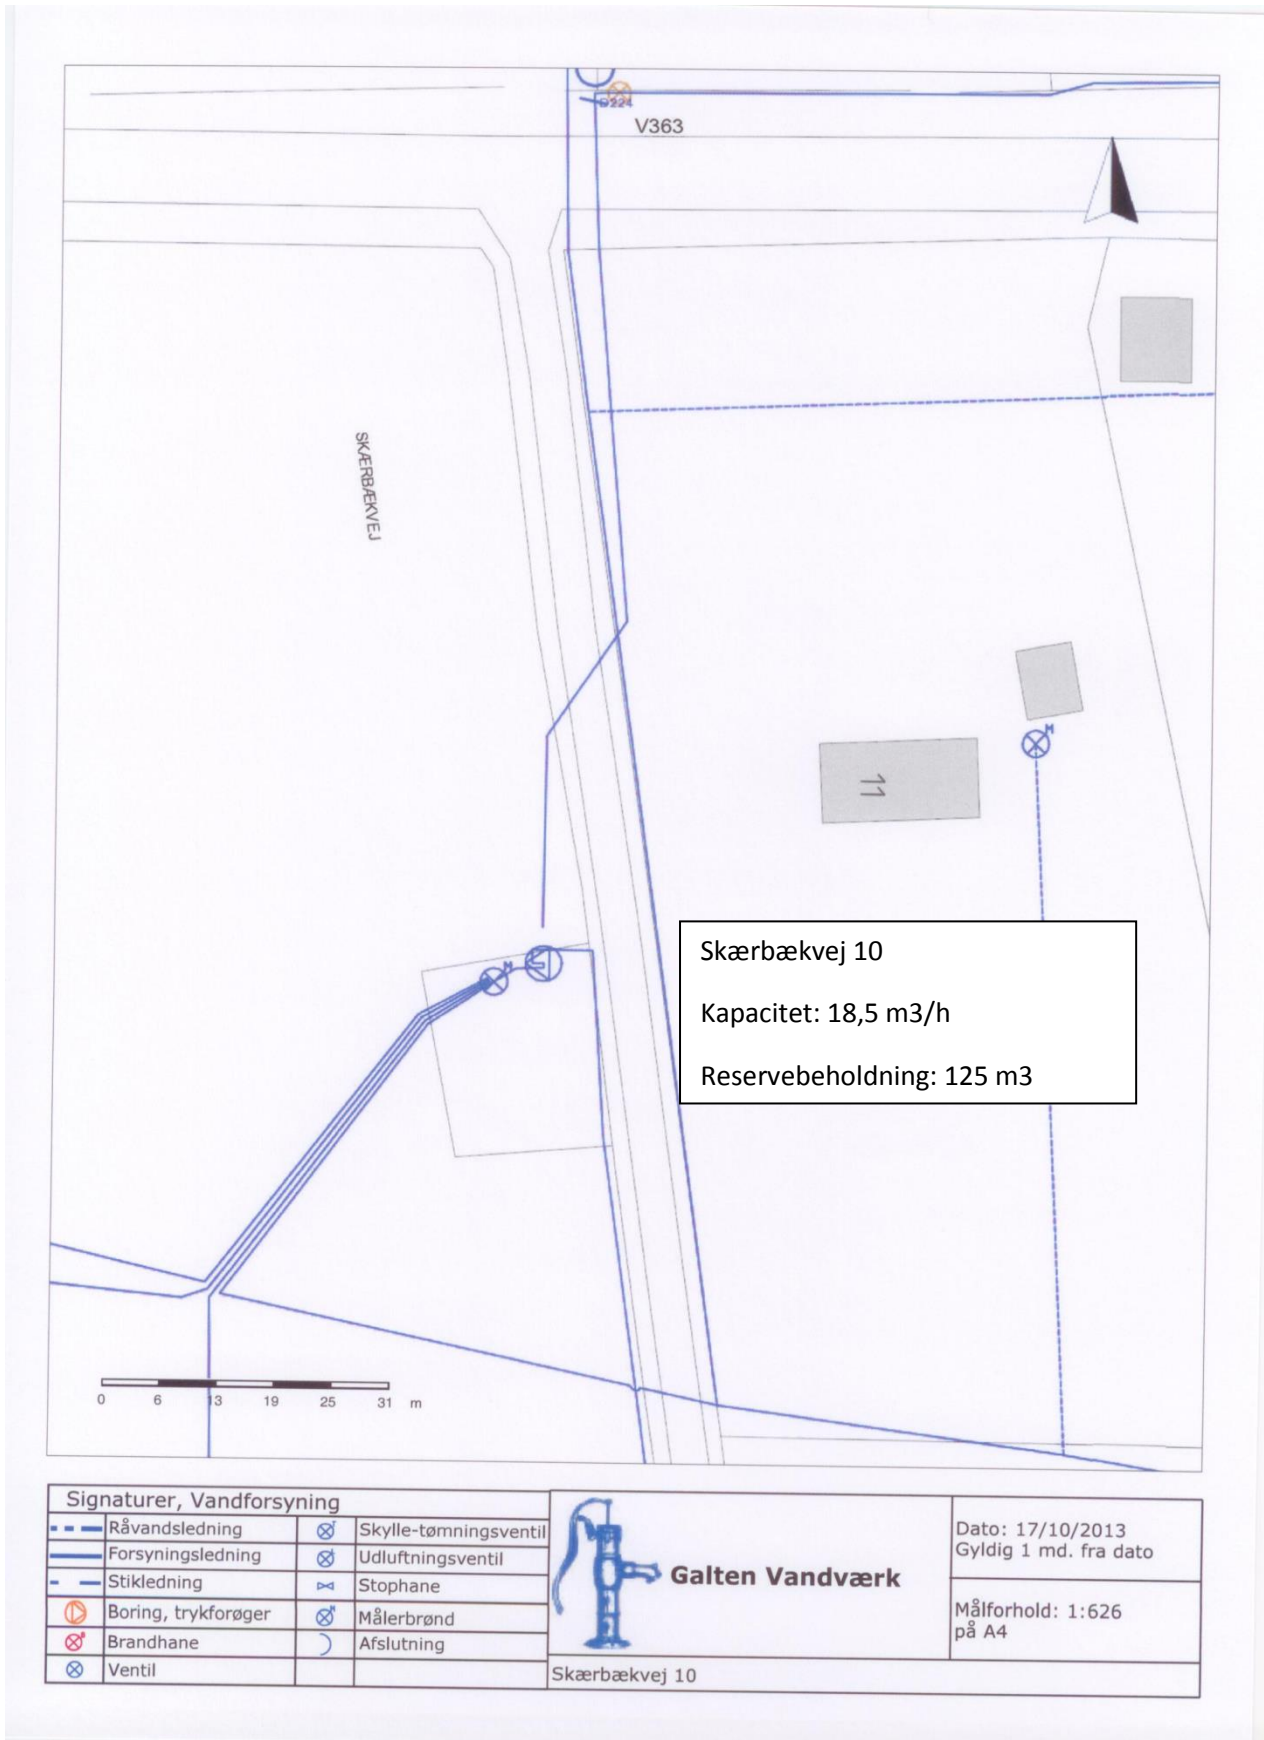 D224
V363
SKÆRBÆKVEJ
11
M
M
Skærbækvej 10
Kapacitet: 18,5 m3/h
Reservebeholdning: 125 m3
0 6 13 19 25 31 m
Signaturer, Vandforsyning
Råvandsledning
Skylle-tømningsventil
Forsyningsledning
Udluftningsventil
Stikledning
Stophane
Boring, trykforøger
Målerbrønd
Brandhane
Afslutning
Ventil
Galten Vandværk
Dato: 17/10/2013
Gyldig 1 md. fra dato
Målforhold: 1:626
på A4
Skærbækvej 10